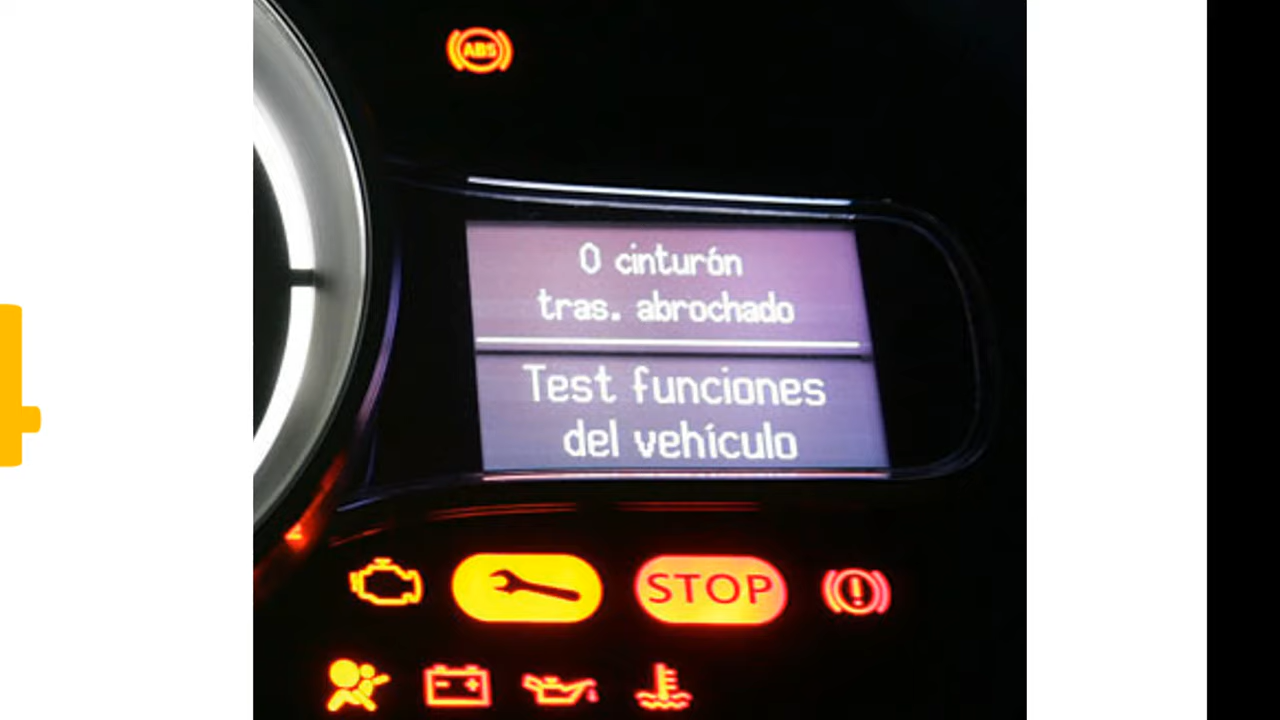 ABS
0 cinturón
tras. abrochado
Test funciones
del vehículo
STOP